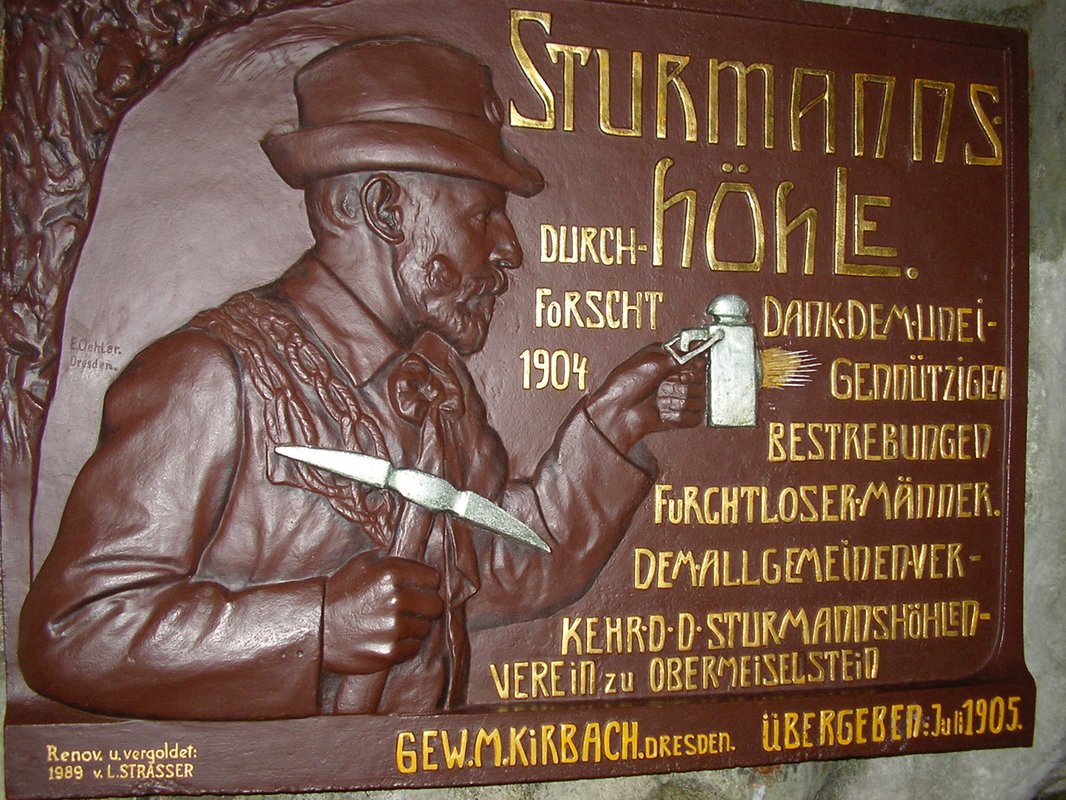 STURMANNS-
HÖHLE.
DURCH-
FORSCHT
1904
DANK·DEM·UNEI-
GENNÜTZIGEN
BESTREBUNGEN
FURCHTLOSER·MÄNNER.
DEM·ALLGEMEINEN·VER-
KEHR·D·D·STURMANNSHÖHLEN-
VEREIN ZU OBERMEISELSTEIN
GEW.M.KIRBACH.DRESDEN.
ÜBERGEBEN:Juli 1905.
E.Oehler.
Dresden.
Renov. u. vergoldet:
1989 v. L. STRASSER